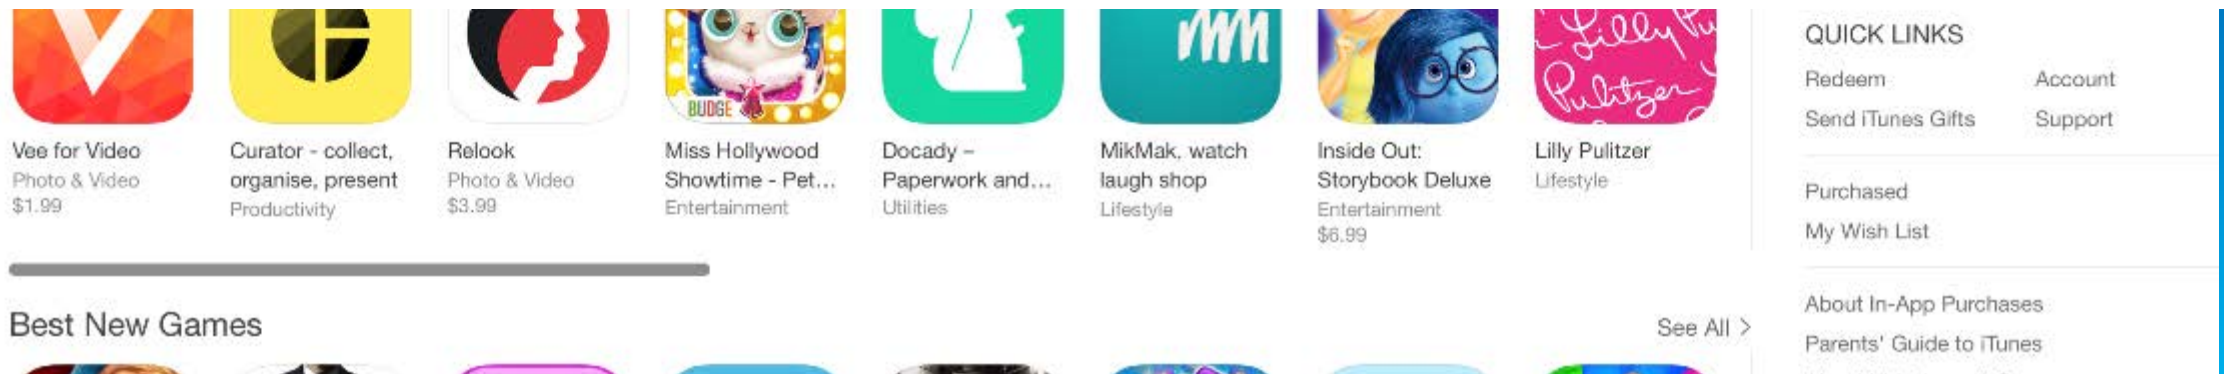 BUDGE
Lilly Pu
Pulitzer
Vee for Video
Photo & Video
$1.99
Curator - collect,
organise, present
Productivity
Relook
Photo & Video
$3.99
Miss Hollywood
Showtime - Pet...
Entertainment
Docady –
Paperwork and...
Utilities
MikMak, watch
laugh shop
Lifestyle
Inside Out:
Storybook Deluxe
Entertainment
$6.99
Lilly Pulitzer
Lifestyle
Best New Games
See All >
QUICK LINKS
Redeem
Account
Send iTunes Gifts
Support
Purchased
My Wish List
About In-App Purchases
Parents' Guide to iTunes